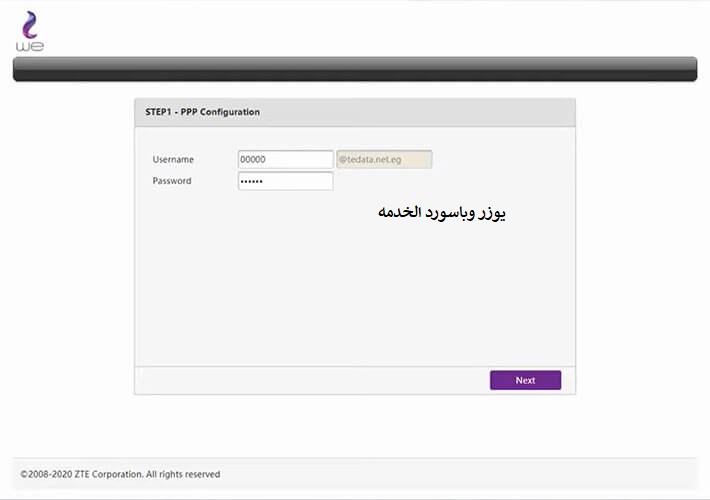 we
STEP1 - PPP Configuration
Username 00000 @tedata.net.eg
Password ••••••
يوزر وباسورد الخدمه
Next
©2008-2020 ZTE Corporation. All rights reserved